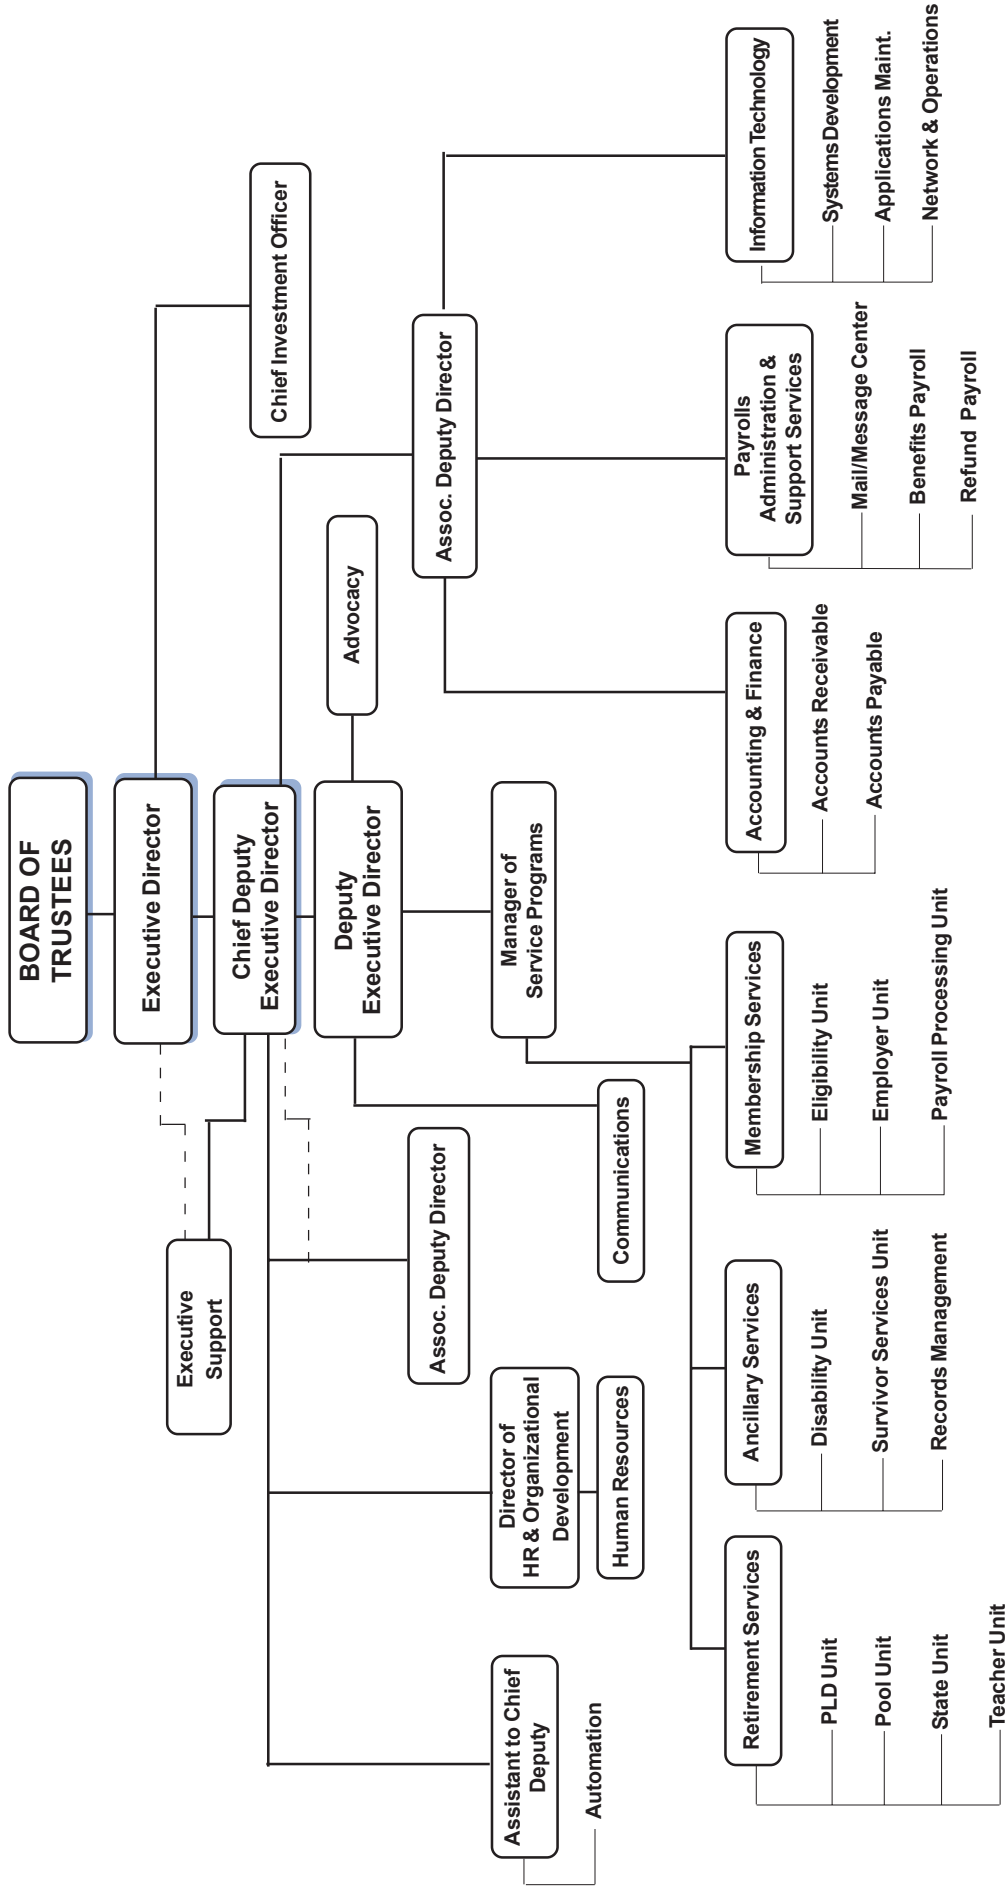 BOARD OF
TRUSTEES
Executive Director
Chief Investment Officer
Executive
Support
Chief Deputy
Executive Director
Deputy
Executive Director
Advocacy
Assoc. Deputy Director
Assoc. Deputy Director
Assistant to Chief
Deputy
Automation
Director of
HR & Organizational
Development
Human Resources
Manager of
Service Programs
Communications
Retirement Services
PLD Unit
Pool Unit
State Unit
Teacher Unit
Ancillary Services
Disability Unit
Survivor Services Unit
Records Management
Membership Services
Eligibility Unit
Employer Unit
Payroll Processing Unit
Accounting & Finance
Accounts Receivable
Accounts Payable
Payrolls
Administration &
Support Services
Mail/Message Center
Benefits Payroll
Refund Payroll
Information Technology
Systems Development
Applications Maint.
Network & Operations